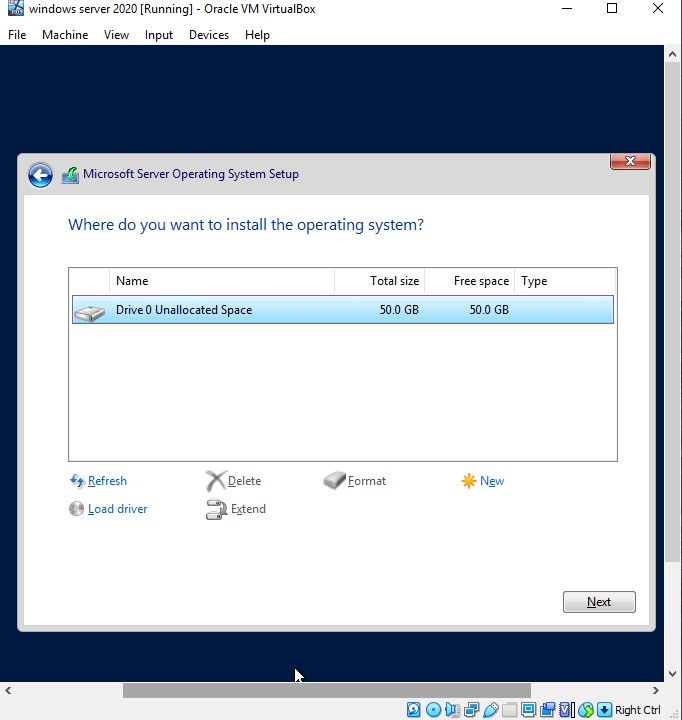 windows server 2020 [Running] - Oracle VM VirtualBox
File Machine View Input Devices Help
Microsoft Server Operating System Setup
Where do you want to install the operating system?
Name Total size Free space Type
Drive 0 Unallocated Space 50.0 GB 50.0 GB
Refresh Delete Format New
Load driver Extend
Next
Right Ctrl